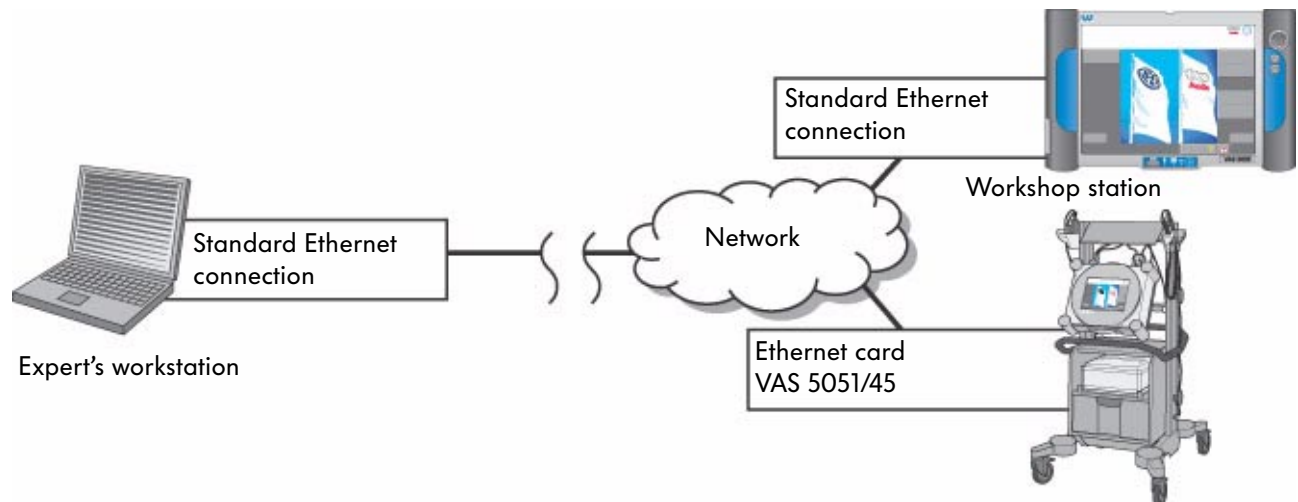 Standard Ethernet
connection
Workshop station
Standard Ethernet
connection
Network
Ethernet card
VAS 5051/45
Expert's workstation